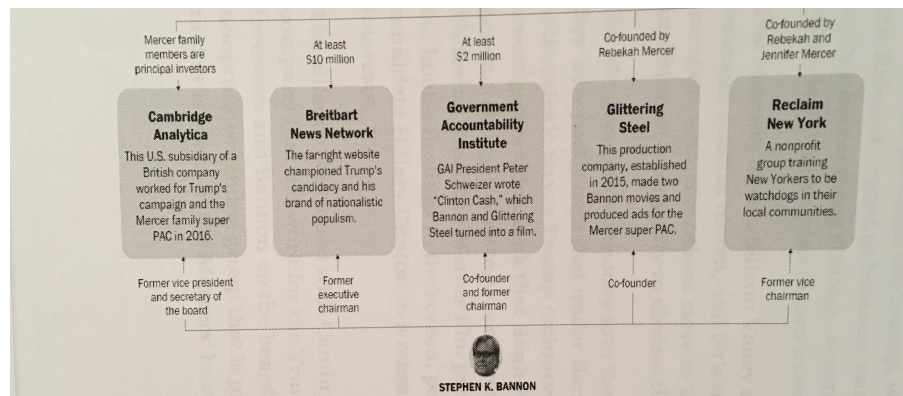 Mercer family
members are
principal investors
At least
$10 million
At least
$2 million
Co-founded by
Rebekah Mercer
Co-founded by
Rebekah and
Jennifer Mercer
Cambridge
Analytica
This U.S. subsidiary of a
British company
worked for Trump's
campaign and the
Mercer family super
PAC in 2016.
Breitbart
News Network
The far-right website
championed Trump's
candidacy and his
brand of nationalistic
populism.
Government
Accountability
Institute
GAI President Peter
Schweizer wrote
"Clinton Cash," which
Bannon and Glittering
Steel turned into a film.
Glittering
Steel
This production
company, established
in 2015, made two
Bannon movies and
produced ads for the
Mercer super PAC.
Reclaim
New York
A nonprofit
group training
New Yorkers to be
watchdogs in their
local communities.
Former vice president
and secretary of
the board
Former
executive
chairman
Co-founder
and former
chairman
Co-founder
Former vice
chairman
STEPHEN K. BANNON